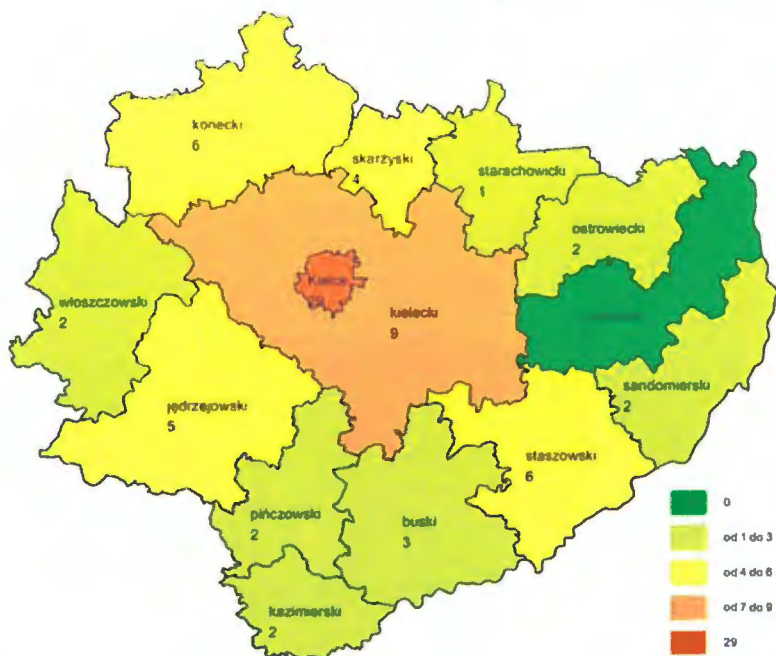 konecki
6
skarżyski
4
starachowicki
1
ostrowiecki
2
Kielce
włoszczowski
2
kielecki
9
sandomierski
2
jędrzejowski
5
staszowski
6
pińczowski
2
buski
3
kazimierski
2
0
od 1 do 3
od 4 do 6
od 7 do 9
29